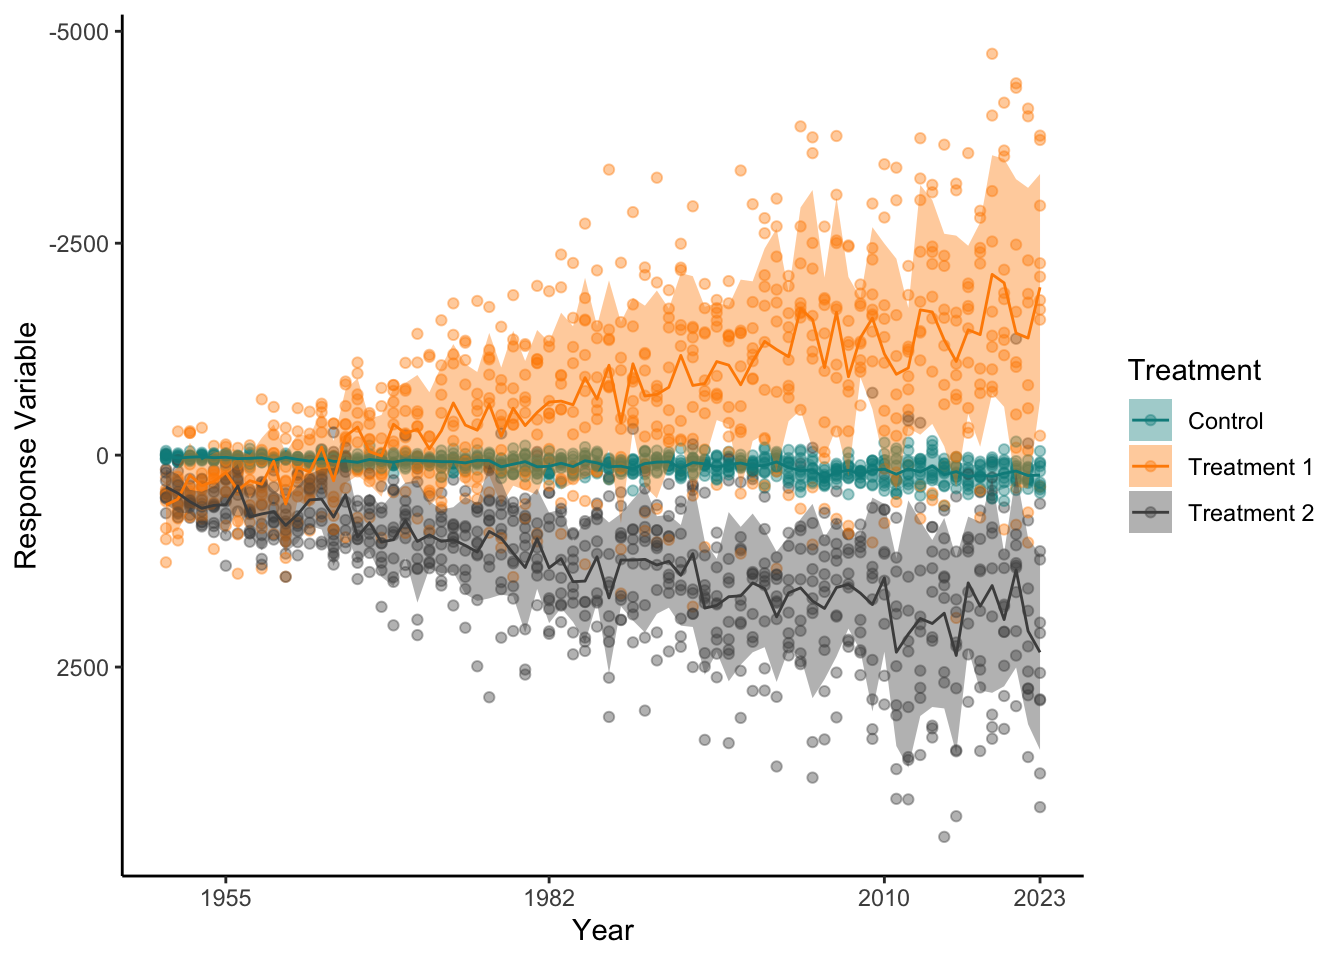 -5000
-2500
0
2500
Response Variable
1955
1982
2010
2023
Year
Treatment
Control
Treatment 1
Treatment 2